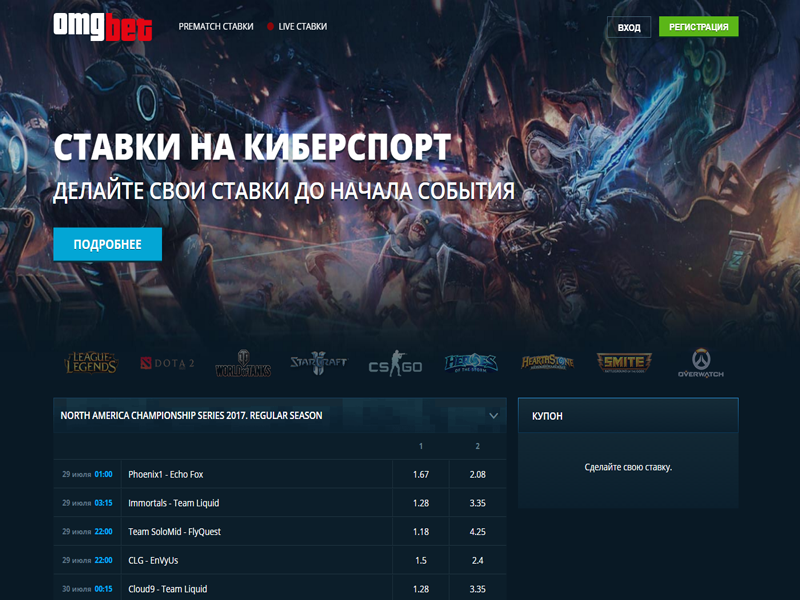 omgbet
PREMATCH СТАВКИ
LIVE СТАВКИ
ВХОД
РЕГИСТРАЦИЯ
СТАВКИ НА КИБЕРСПОРТ
ДЕЛАЙТЕ СВОИ СТАВКИ ДО НАЧАЛА СОБЫТИЯ
ПОДРОБНЕЕ
LEAGUE OF LEGENDS
DOTA 2
WORLD OF TANKS
STARCRAFT II
CS GO
HEROES OF THE STORM
HEARTHSTONE
SMITE
OVERWATCH
NORTH AMERICA CHAMPIONSHIP SERIES 2017. REGULAR SEASON
1 2
29 июля 01:00 Phoenix1 - Echo Fox 1.67 2.08
29 июля 03:15 Immortals - Team Liquid 1.28 3.35
29 июля 22:00 Team SoloMid - FlyQuest 1.18 4.25
29 июля 22:00 CLG - EnVyUs 1.5 2.4
30 июля 00:15 Cloud9 - Team Liquid 1.28 3.35
КУПОН
Сделайте свою ставку.